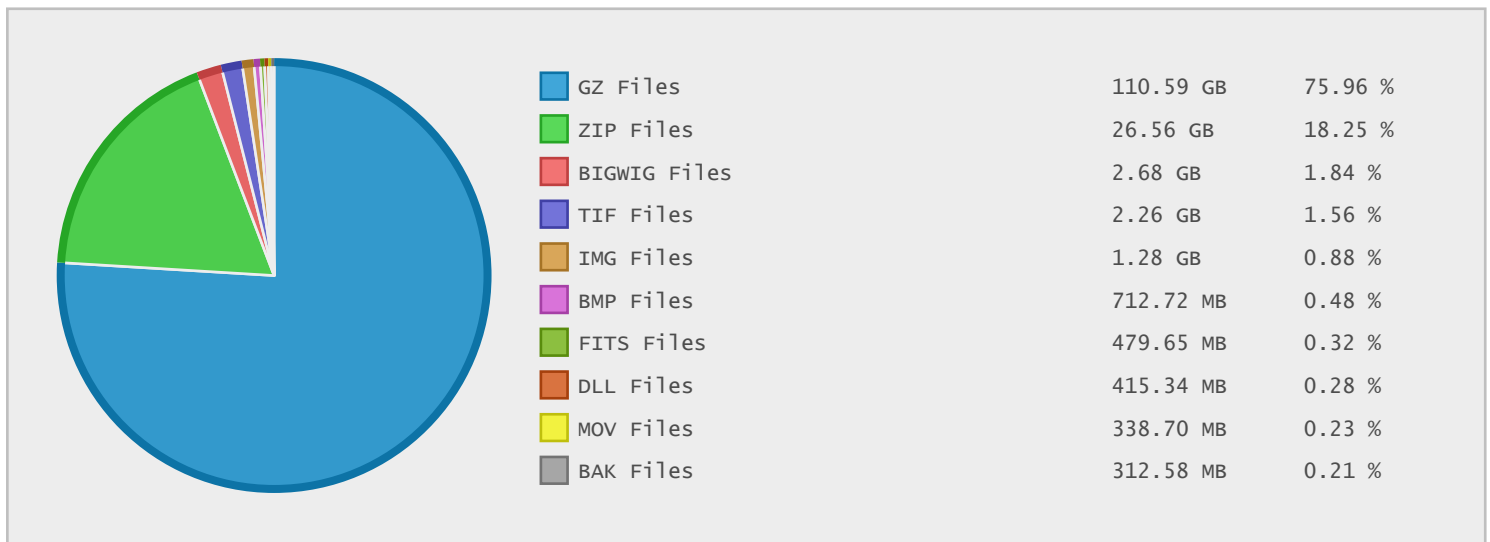 GZ Files 110.59 GB 75.96 %
ZIP Files 26.56 GB 18.25 %
BIGWIG Files 2.68 GB 1.84 %
TIF Files 2.26 GB 1.56 %
IMG Files 1.28 GB 0.88 %
BMP Files 712.72 MB 0.48 %
FITS Files 479.65 MB 0.32 %
DLL Files 415.34 MB 0.28 %
MOV Files 338.70 MB 0.23 %
BAK Files 312.58 MB 0.21 %